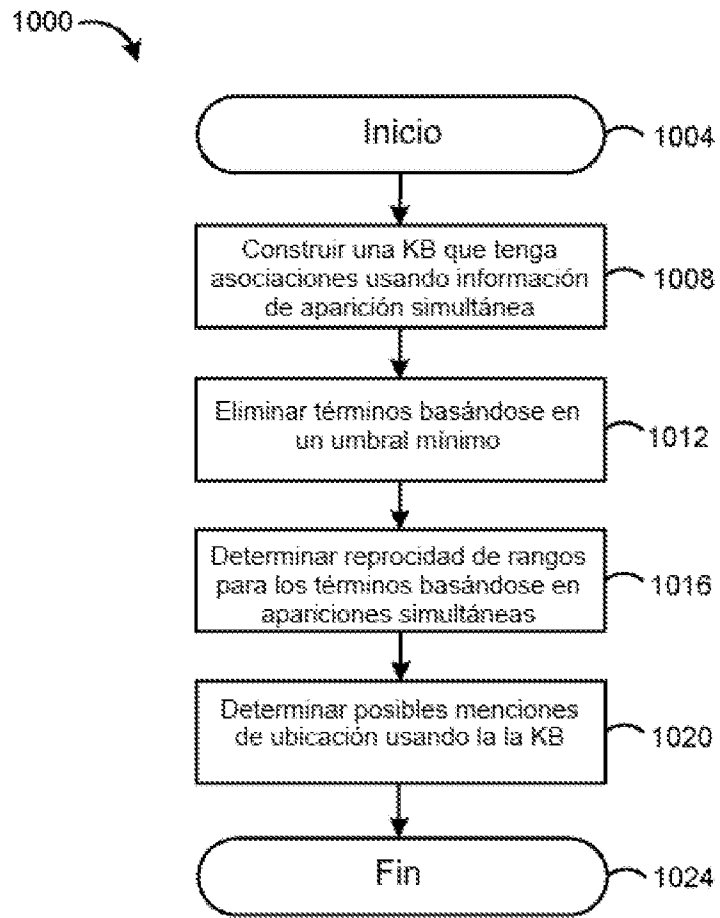 1000
Inicio
1004
Construir una KB que tenga
asociaciones usando información
de aparición simultánea
1008
Eliminar términos basándose en
un umbral mínimo
1012
Determinar reprocidad de rangos
para los términos basándose en
apariciones simultáneas
1016
Determinar posibles menciones
de ubicación usando la la KB
1020
Fin
1024